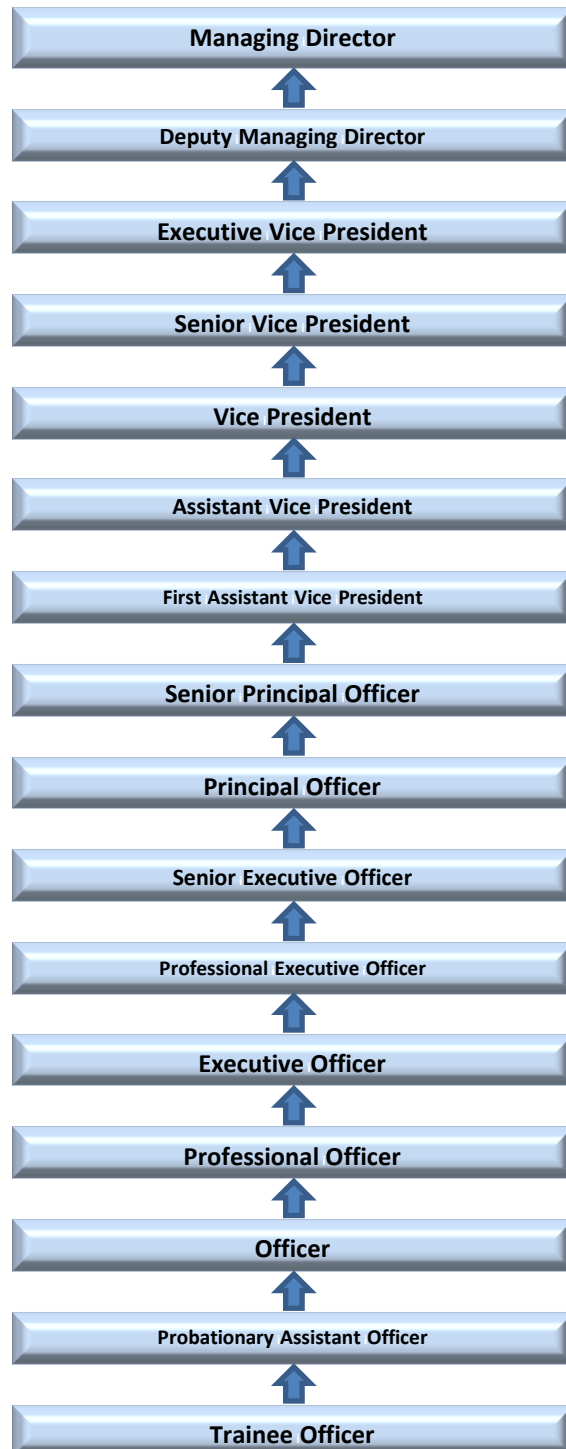 Managing Director
Deputy Managing Director
Executive Vice President
Senior Vice President
Vice President
Assistant Vice President
First Assistant Vice President
Senior Principal Officer
Principal Officer
Senior Executive Officer
Professional Executive Officer
Executive Officer
Professional Officer
Officer
Probationary Assistant Officer
Trainee Officer